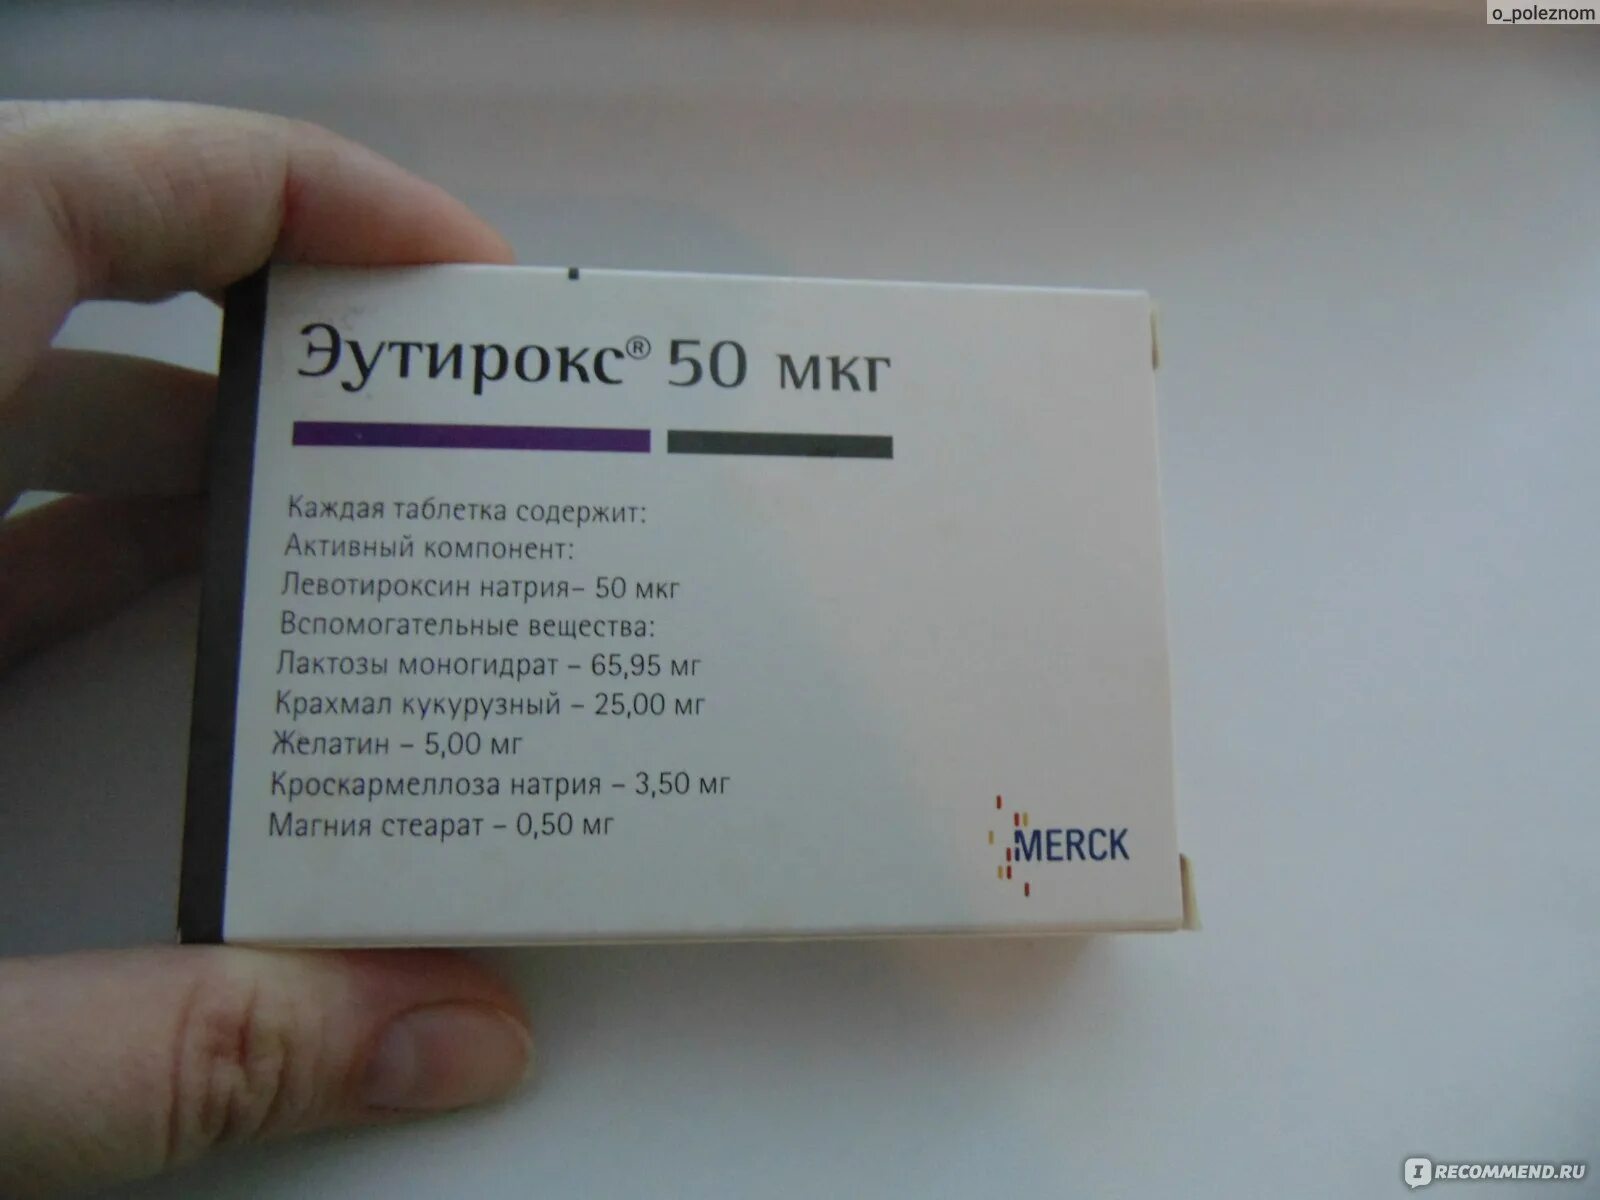 o_poleznom
Эутирокс® 50 мкг
Каждая таблетка содержит:
Активный компонент:
Левотироксин натрия– 50 мкг
Вспомогательные вещества:
Лактозы моногидрат – 65,95 мг
Крахмал кукурузный – 25,00 мг
Желатин – 5,00 мг
Кроскармеллоза натрия – 3,50 мг
Магния стеарат – 0,50 мг
MERCK
IRECOMMEND.RU